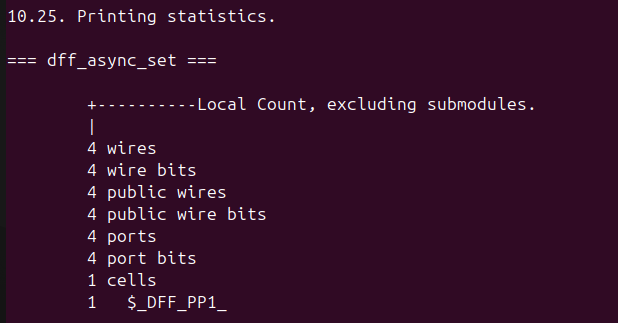 10.25. Printing statistics.
=== dff_async_set ===
+----------Local Count, excluding submodules.
|
4 wires
4 wire bits
4 public wires
4 public wire bits
4 ports
4 port bits
1 cells
1   $_DFF_PP1_